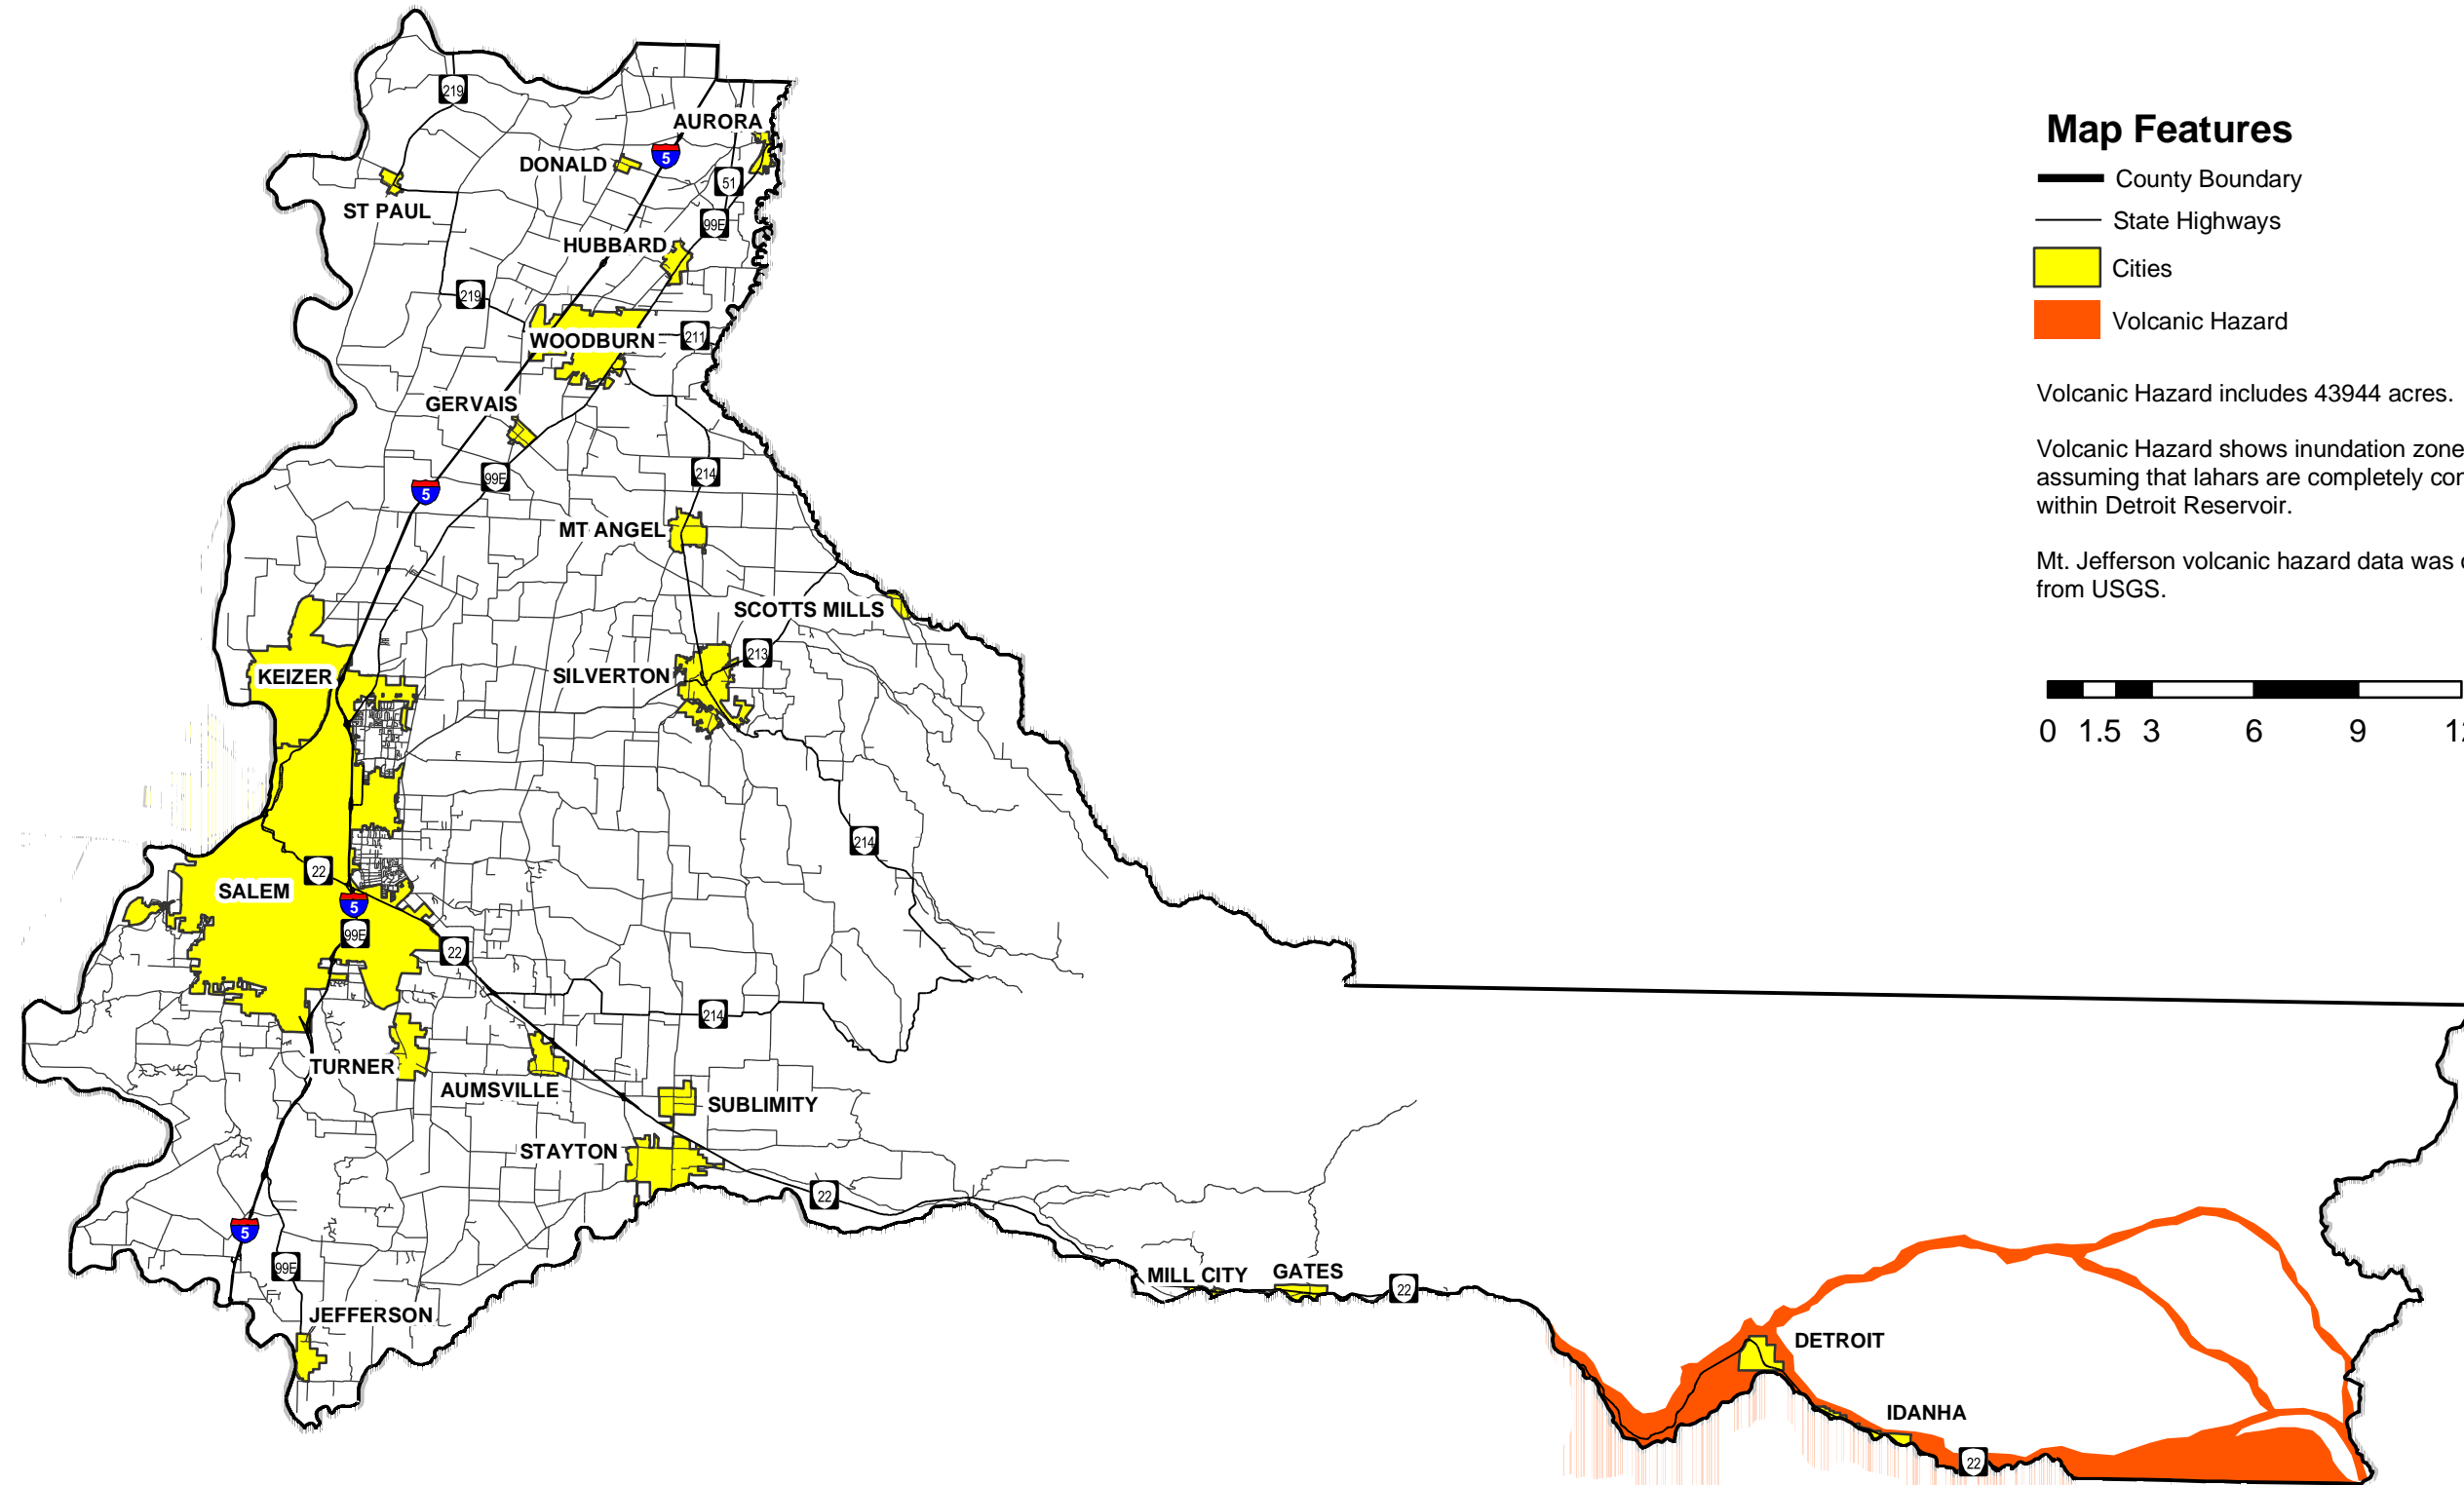 Map Features
County Boundary
State Highways
Cities
Volcanic Hazard
Volcanic Hazard includes 43944 acres.
Volcanic Hazard shows inundation zone
assuming that lahars are completely
within Detroit Reservoir.
Mt. Jefferson volcanic hazard data was
from USGS.
0 1.5 3 6 9
219
AURORA
DONALD
5
51
ST PAUL
99E
HUBBARD
219
WOODBURN
211
GERVAIS
99E
214
5
MT ANGEL
SCOTTS MILLS
213
KEIZER
SILVERTON
214
22
SALEM
5
99E
22
214
TURNER
AUMSVILLE
SUBLIMITY
STAYTON
22
5
99E
MILL CITY
GATES
22
JEFFERSON
DETROIT
IDANHA
22